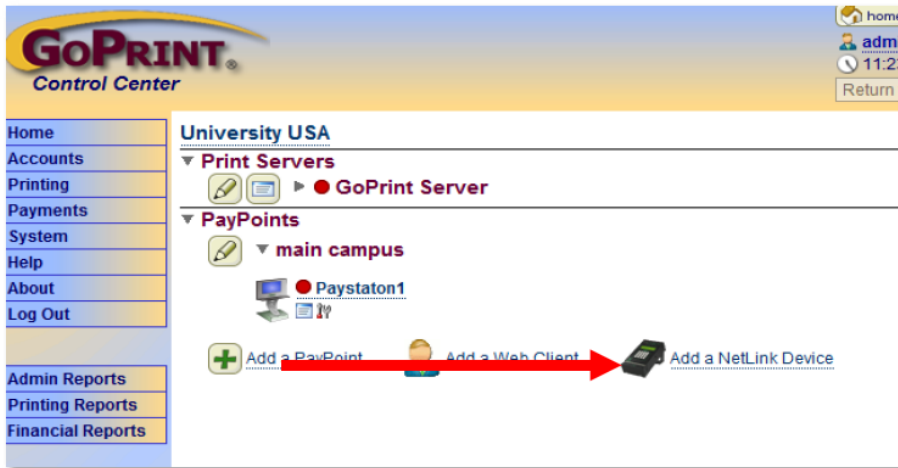 GOPRINT®
Control Center
home
adm
11:2
Return
Home
Accounts
Printing
Payments
System
Help
About
Log Out
Admin Reports
Printing Reports
Financial Reports
University USA
Print Servers
GoPrint Server
PayPoints
main campus
Paystaton1
Add a PayPoint
Add a Web Client
Add a NetLink Device